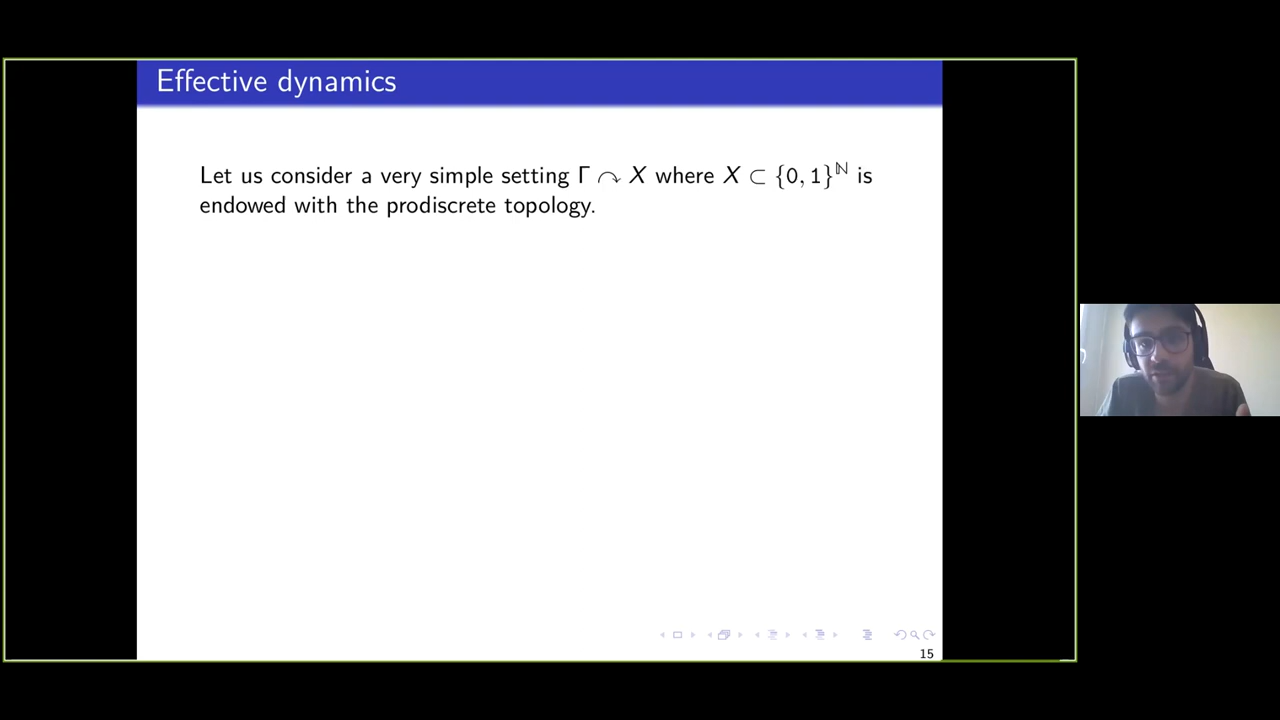 Effective dynamics
Let us consider a very simple setting Γ ↷ X where X ⊂ {0, 1}^ℕ is
endowed with the prodiscrete topology.
15